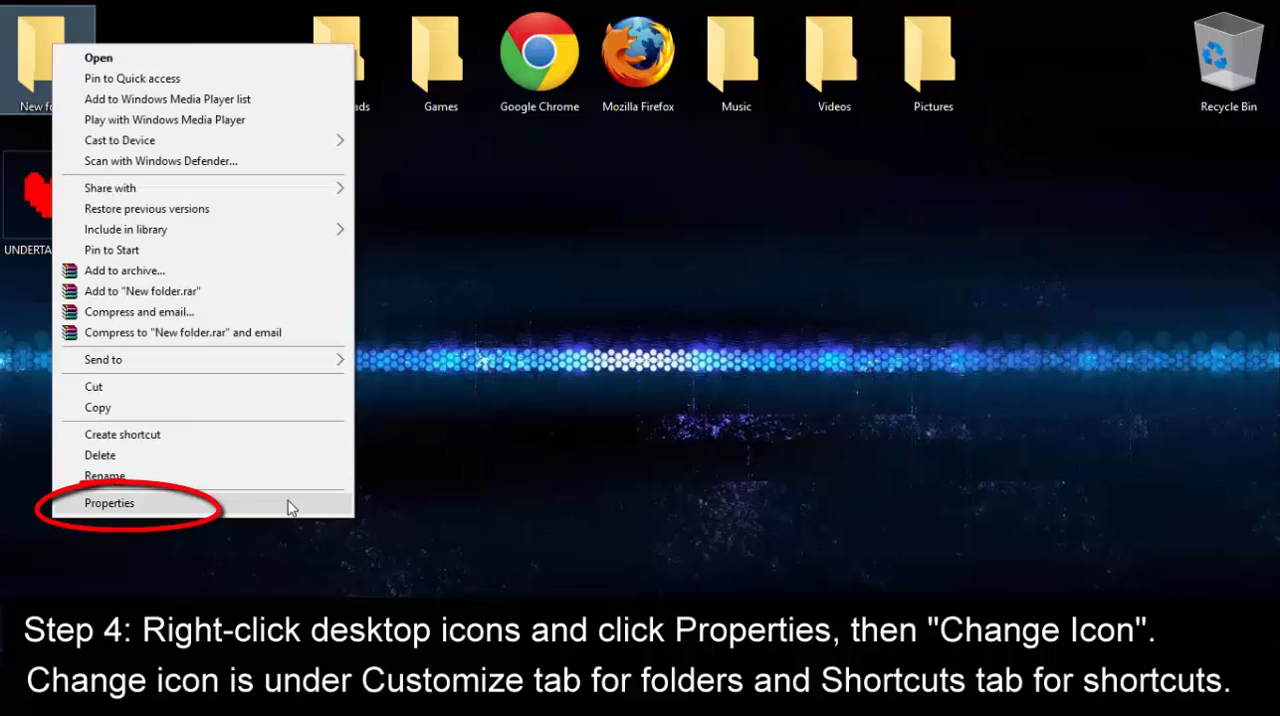 New fo
ads
Games
Google Chrome
Mozilla Firefox
Music
Videos
Pictures
Recycle Bin
UNDERTA
Open
Pin to Quick access
Add to Windows Media Player list
Play with Windows Media Player
Cast to Device
Scan with Windows Defender...
Share with
Restore previous versions
Include in library
Pin to Start
Add to archive...
Add to "New folder.rar"
Compress and email...
Compress to "New folder.rar" and email
Send to
Cut
Copy
Create shortcut
Delete
Rename
Properties
Step 4: Right-click desktop icons and click Properties, then "Change Icon".
Change icon is under Customize tab for folders and Shortcuts tab for shortcuts.